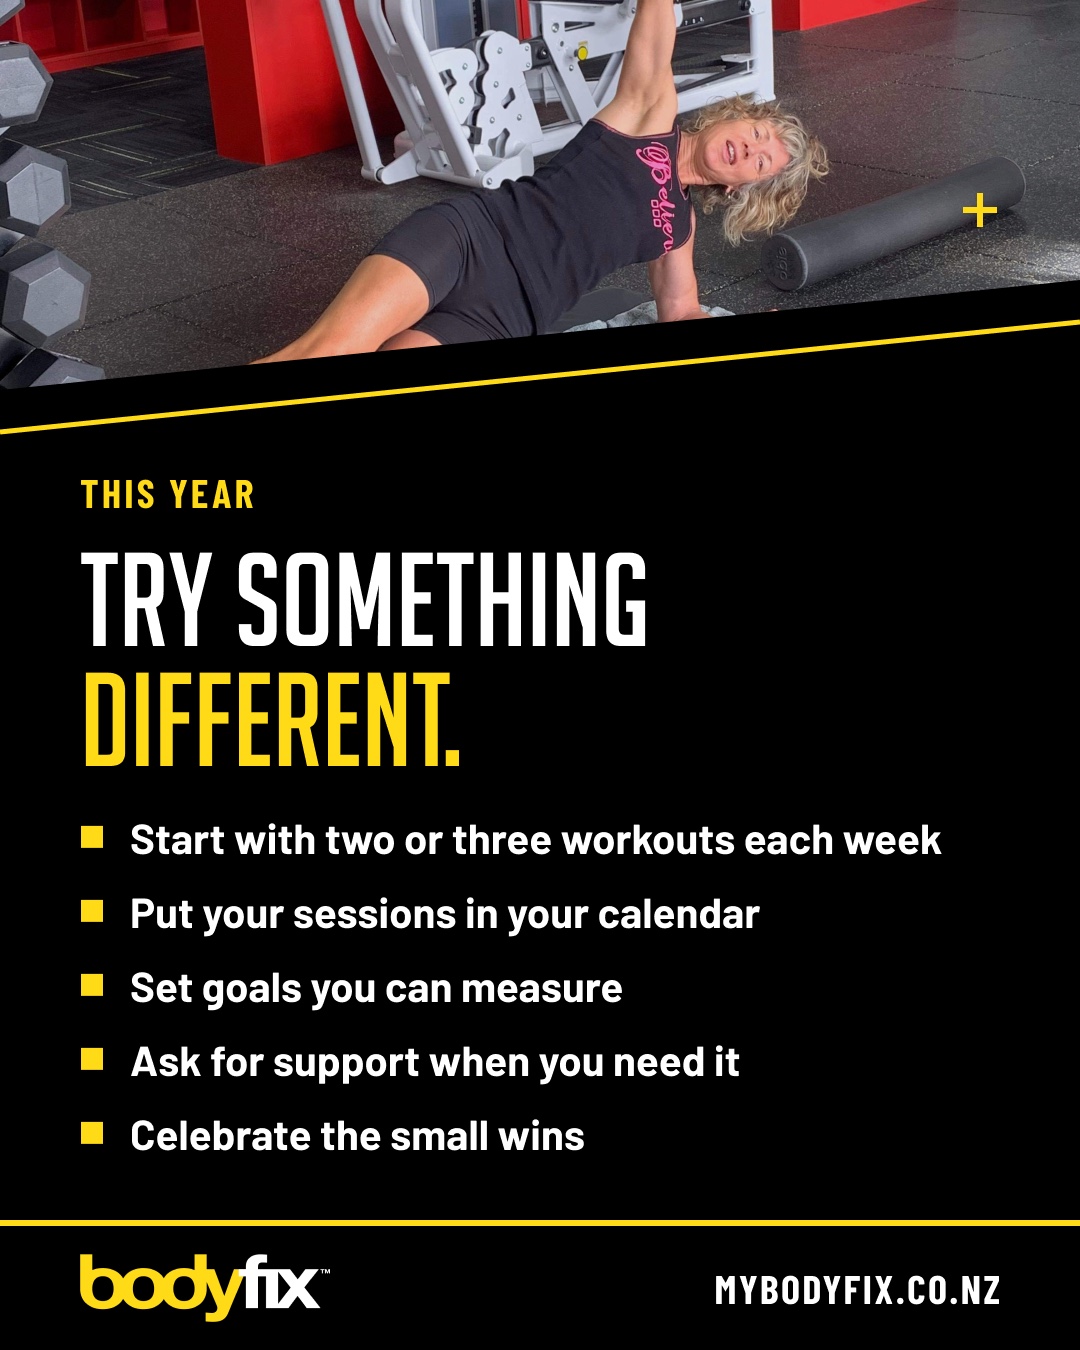 Believe
THIS YEAR
TRY SOMETHING
DIFFERENT.
Start with two or three workouts each week
Put your sessions in your calendar
Set goals you can measure
Ask for support when you need it
Celebrate the small wins
bodyfix™
MYBODYFIX.CO.NZ